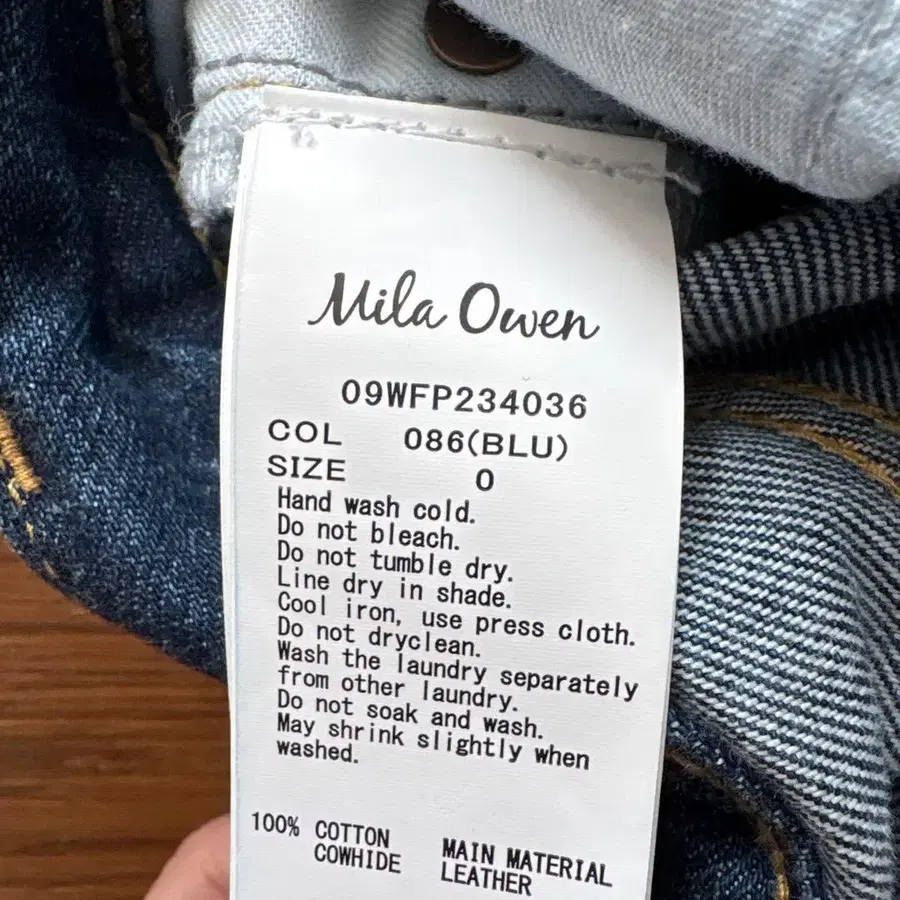 Mila Owen
09WFP234036
COL 086(BLU)
SIZE 0
Hand wash cold.
Do not bleach.
Do not tumble dry.
Line dry in shade.
Cool iron, use press cloth.
Do not dryclean.
Wash the laundry separately
from other laundry.
Do not soak and wash.
May shrink slightly when
washed.
100% COTTON MAIN MATERIAL
COWHIDE LEATHER